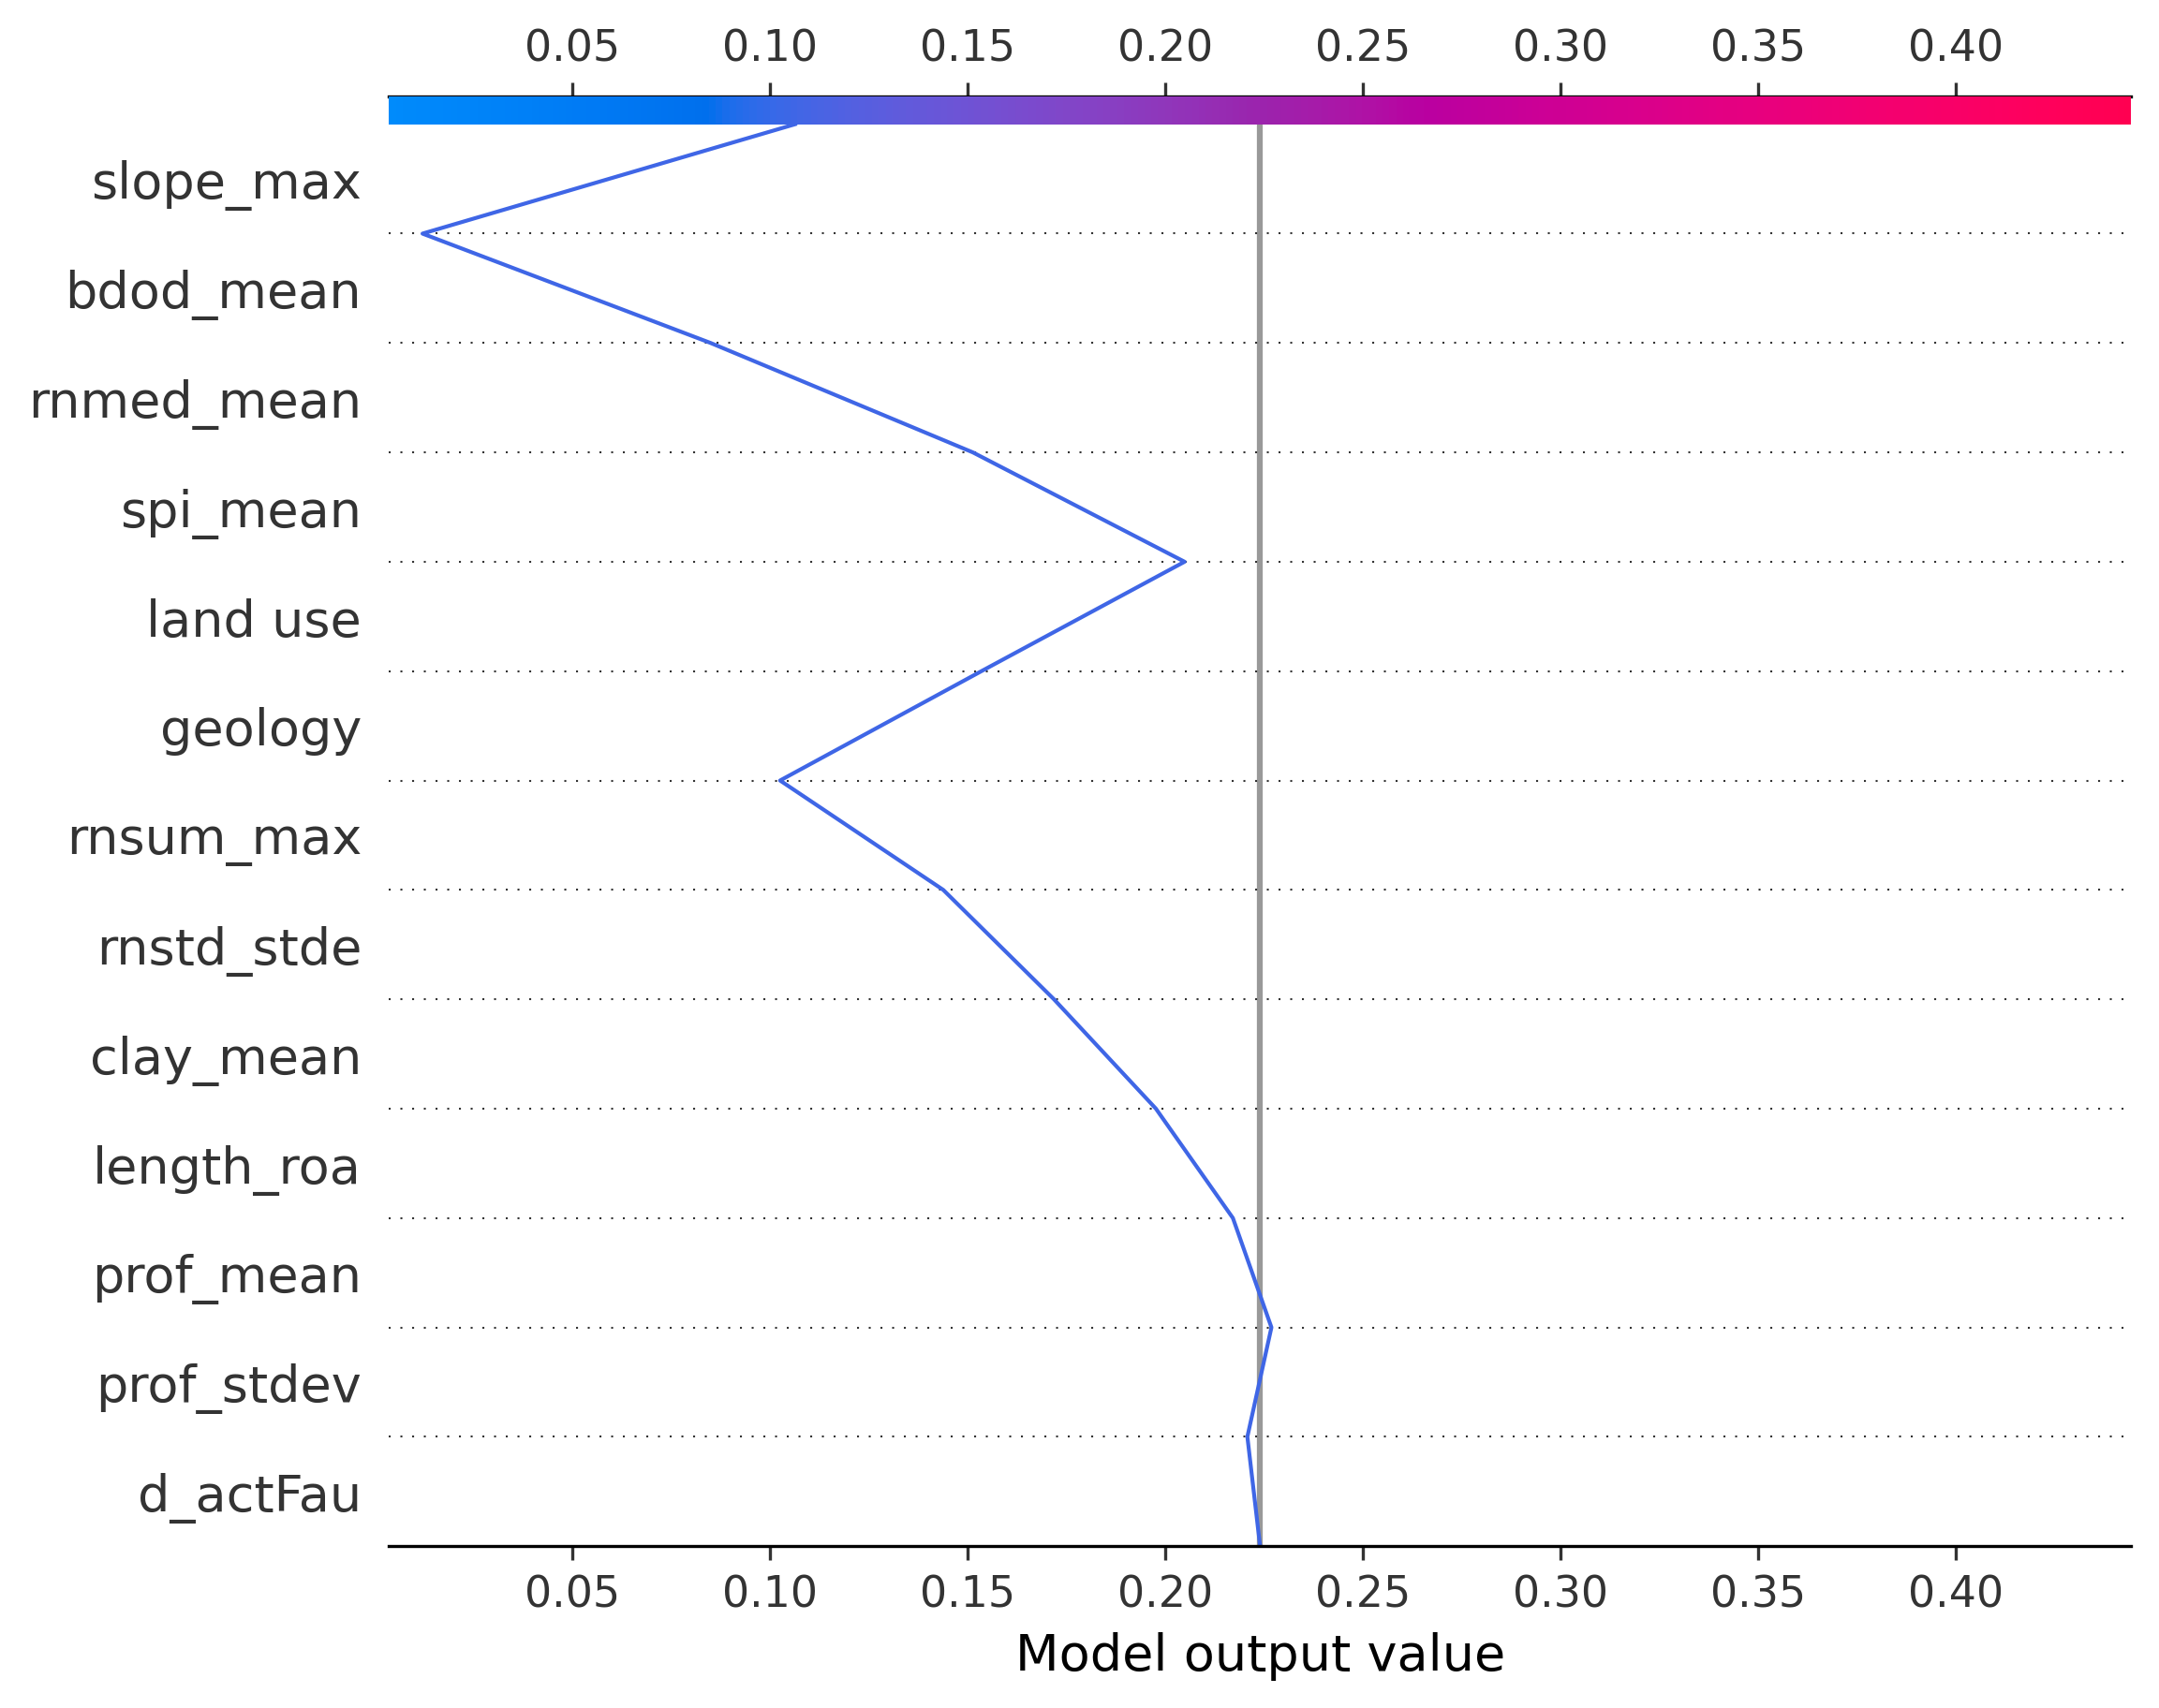 0.05 0.10 0.15 0.20 0.25 0.30 0.35 0.40
slope_max
bdod_mean
rnmed_mean
spi_mean
land use
geology
rnsum_max
rnstd_stde
clay_mean
length_roa
prof_mean
prof_stdev
d_actFau
0.05 0.10 0.15 0.20 0.25 0.30 0.35 0.40
Model output value